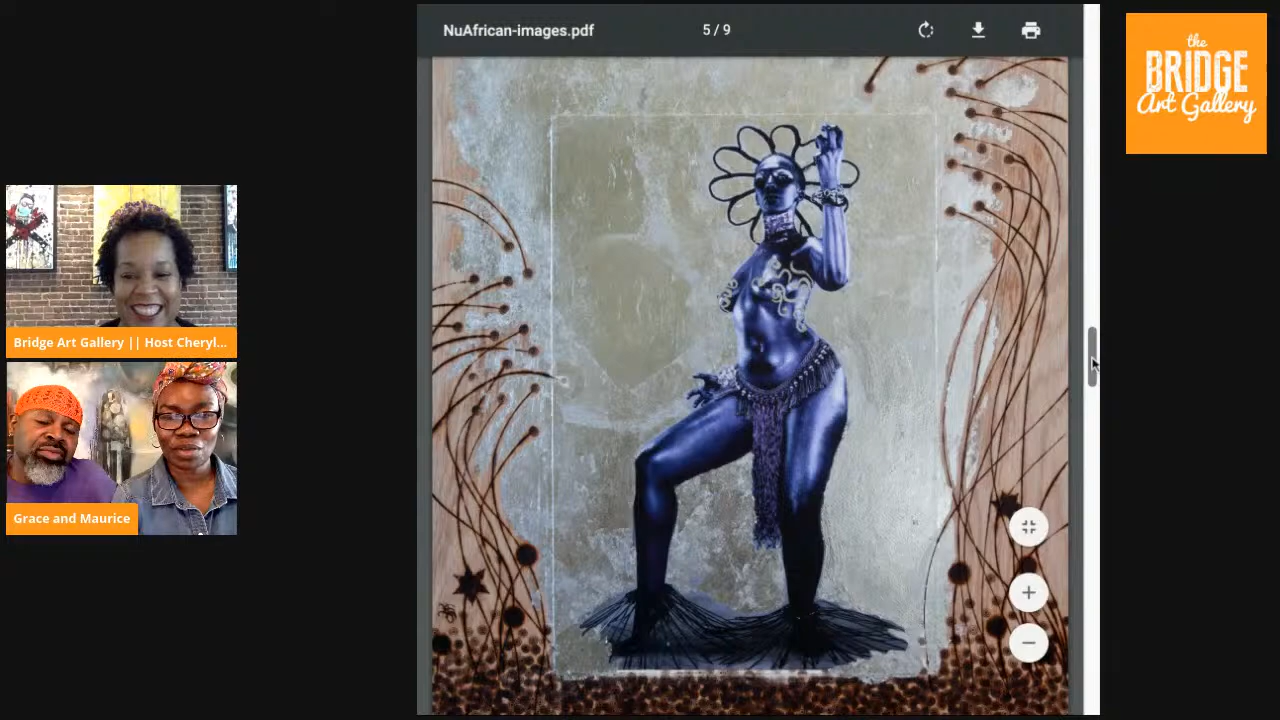 NuAfrican-images.pdf
5 / 9
the
BRIDGE
Art Gallery
Bridge Art Gallery || Host Cheryl...
Grace and Maurice